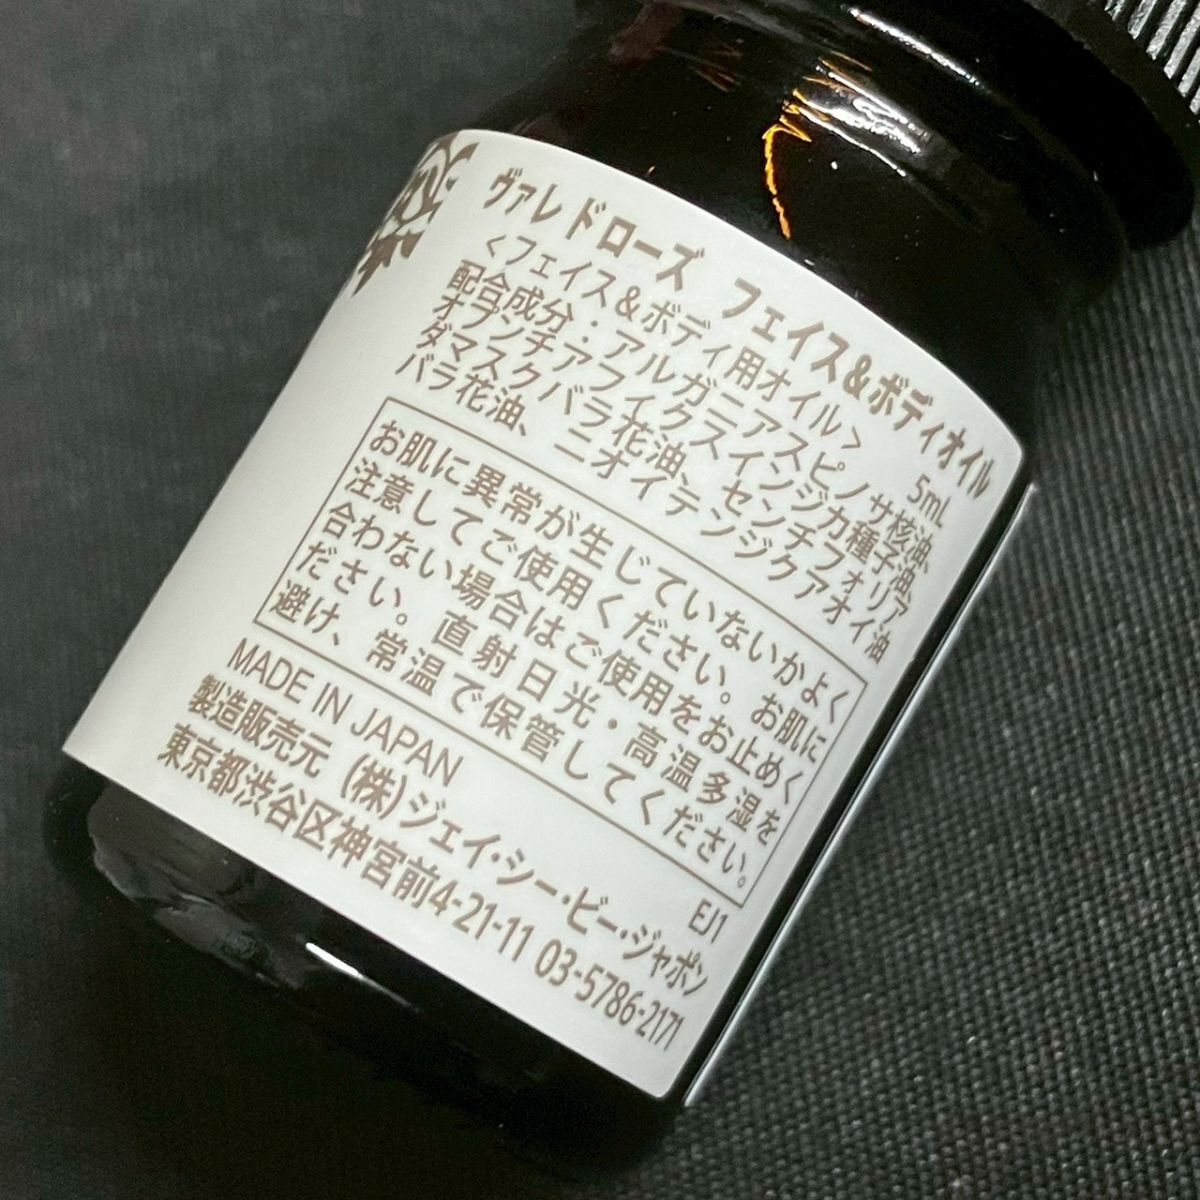 ヴァレ ドローズ　フェイス&ボディオイル
<フェイス&ボディ用オイル>　5mL
配合成分・アルガニアスピノサ核油、
オプンチアフィクスインジカ種子油、
ダマスクバラ花油、センチフォリア
バラ花油、ニオイテンジクアオイ油
お肌に異常が生じていないかよく
注意してご使用ください。お肌に
合わない場合はご使用をお止めく
ださい。直射日光・高温多湿を
避け、常温で保管してください。
MADE IN JAPAN　EJ1
製造販売元 (株)ジェイ・シー・ビー・ジャポン
東京都渋谷区神宮前4-21-11 03-5786-2171